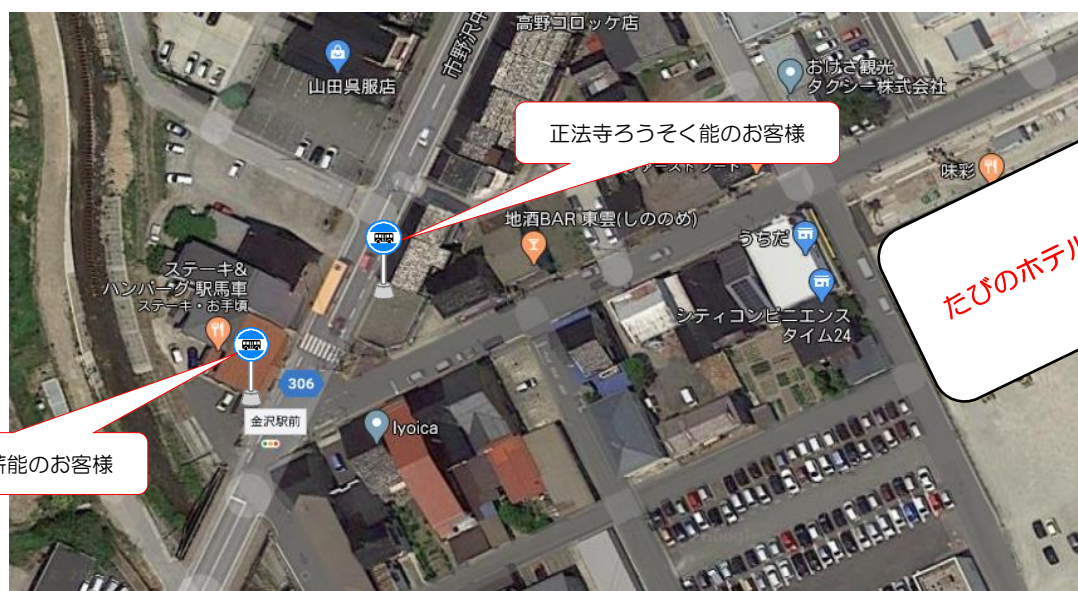 高野コロッケ店
市野沢中
山田呉服店
おけさ観光
タクシー株式会社
正法寺ろうそく能のお客様
味彩
地酒BAR 東雲(しののめ)
うちだ
たびのホテル
ステーキ&
ハンバーグ 駅馬車
ステーキ・お手頃
シティコンビニエンス
タイム24
306
金沢駅前
Iyoica
能のお客様